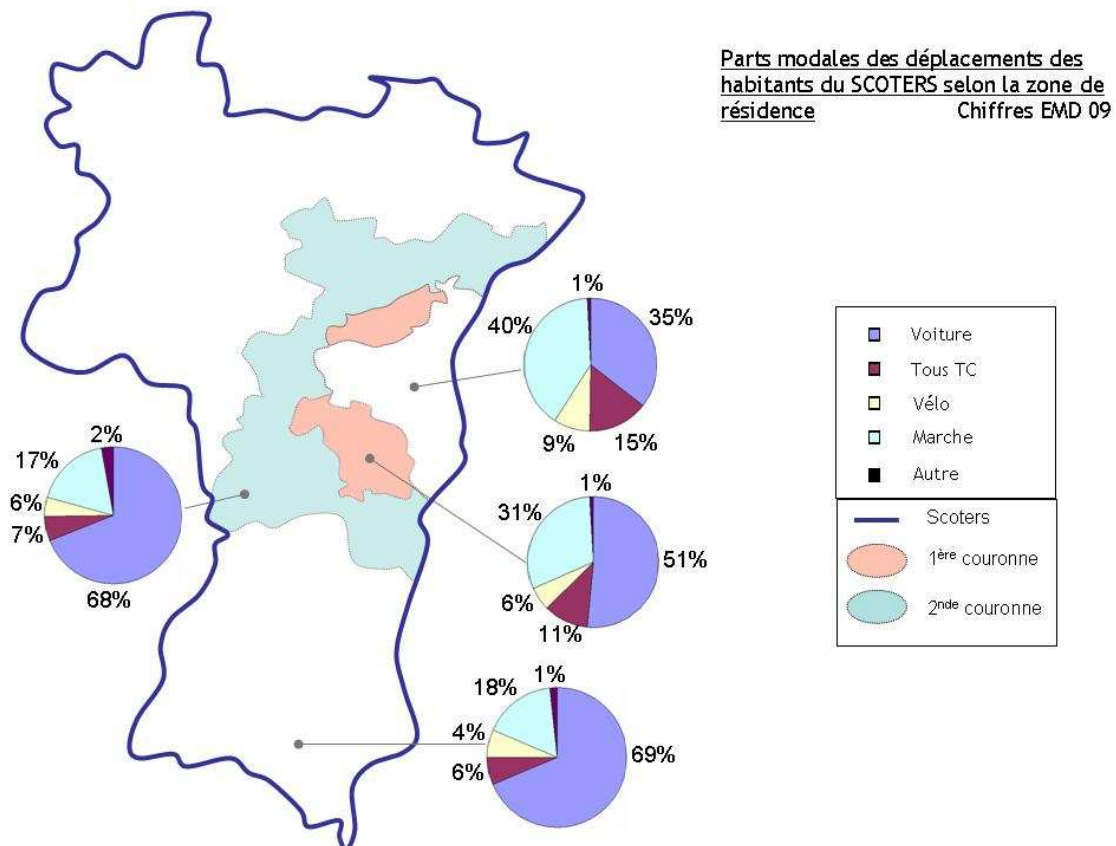 Parts modales des déplacements des
habitants du SCOTERS selon la zone de
résidence Chiffres EMD 09
1%
40%
35%
9%
15%
Voiture
Tous TC
Vélo
Marche
Autre
2%
17%
6%
7%
68%
1%
31%
51%
6%
11%
Scoters
1ère couronne
2nde couronne
18%
1%
4%
6%
69%